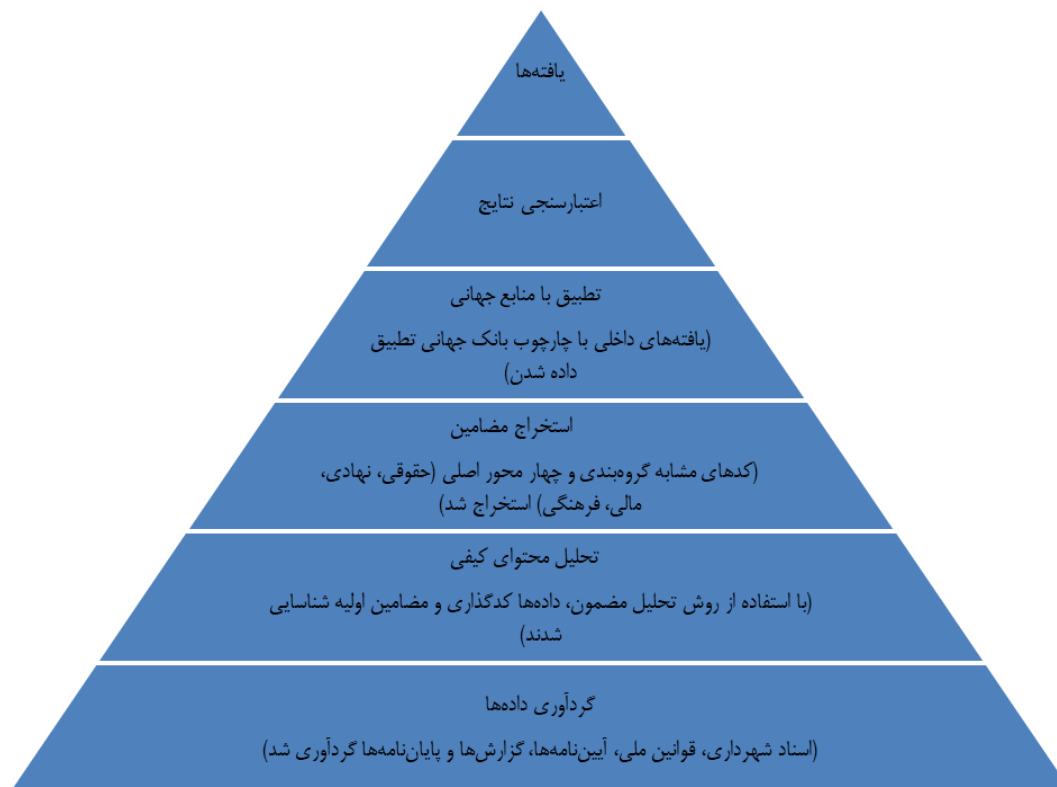 یافته‌ها
اعتبارسنجی نتایج
تطبیق با منابع جهانی
(یافته‌های داخلی با چارچوب بانک جهانی تطبیق
داده شدن)
استخراج مضامین
(کدهای مشابه گروه‌بندی و چهار محور اصلی (حقوقی، نهادی،
مالی، فرهنگی) استخراج شد)
تحلیل محتوای کیفی
(با استفاده از روش تحلیل مضمون، داده‌ها کدگذاری و مضامین اولیه شناسایی
شدند)
گردآوری داده‌ها
(اسناد شهرداری، قوانین ملی، آیین‌نامه‌ها، گزارش‌ها و پایان‌نامه‌ها گردآوری شد)